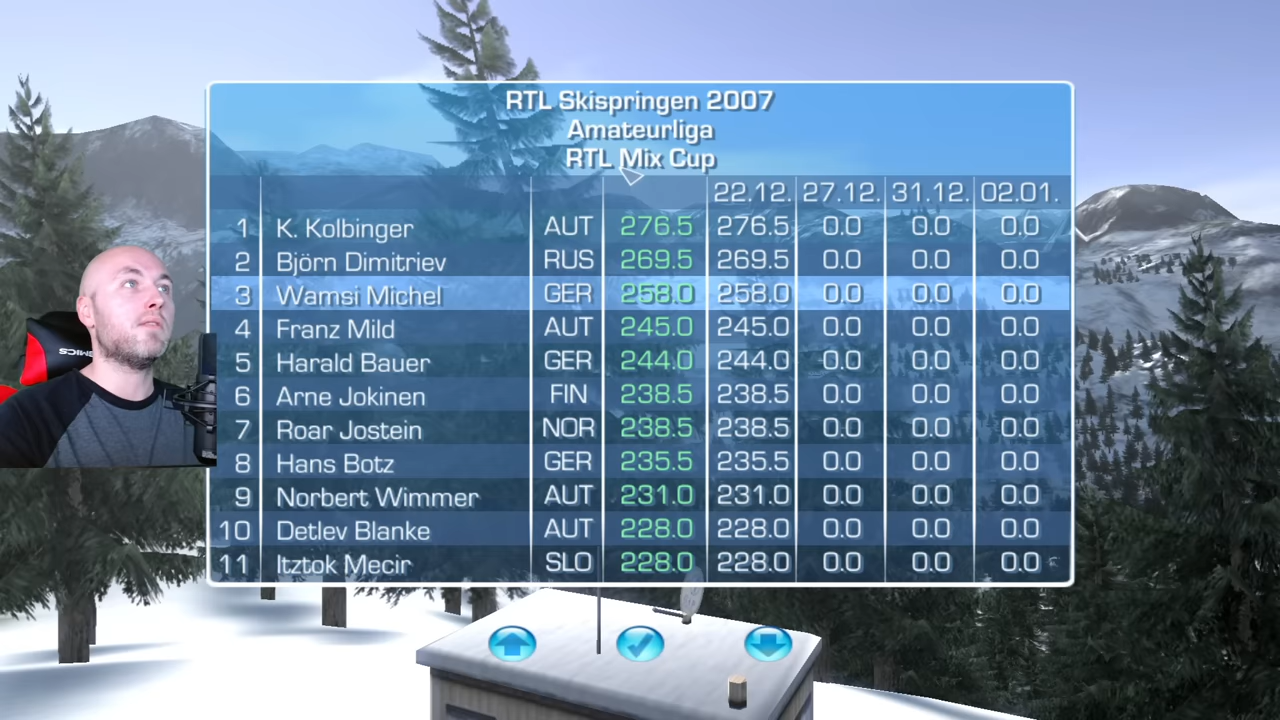 RTL Skispringen 2007
Amateurliga
RTL Mix Cup
22.12. 27.12. 31.12. 02.01.
1 K. Kolbinger AUT 276.5 276.5 0.0 0.0 0.0
2 Björn Dimitriev RUS 269.5 269.5 0.0 0.0 0.0
3 Wamsi Michel GER 258.0 258.0 0.0 0.0 0.0
4 Franz Mild AUT 245.0 245.0 0.0 0.0 0.0
5 Harald Bauer GER 244.0 244.0 0.0 0.0 0.0
6 Arne Jokinen FIN 238.5 238.5 0.0 0.0 0.0
7 Roar Jostein NOR 238.5 238.5 0.0 0.0 0.0
8 Hans Botz GER 235.5 235.5 0.0 0.0 0.0
9 Norbert Wimmer AUT 231.0 231.0 0.0 0.0 0.0
10 Detlev Blanke AUT 228.0 228.0 0.0 0.0 0.0
11 Itztok Mecir SLO 228.0 228.0 0.0 0.0 0.0